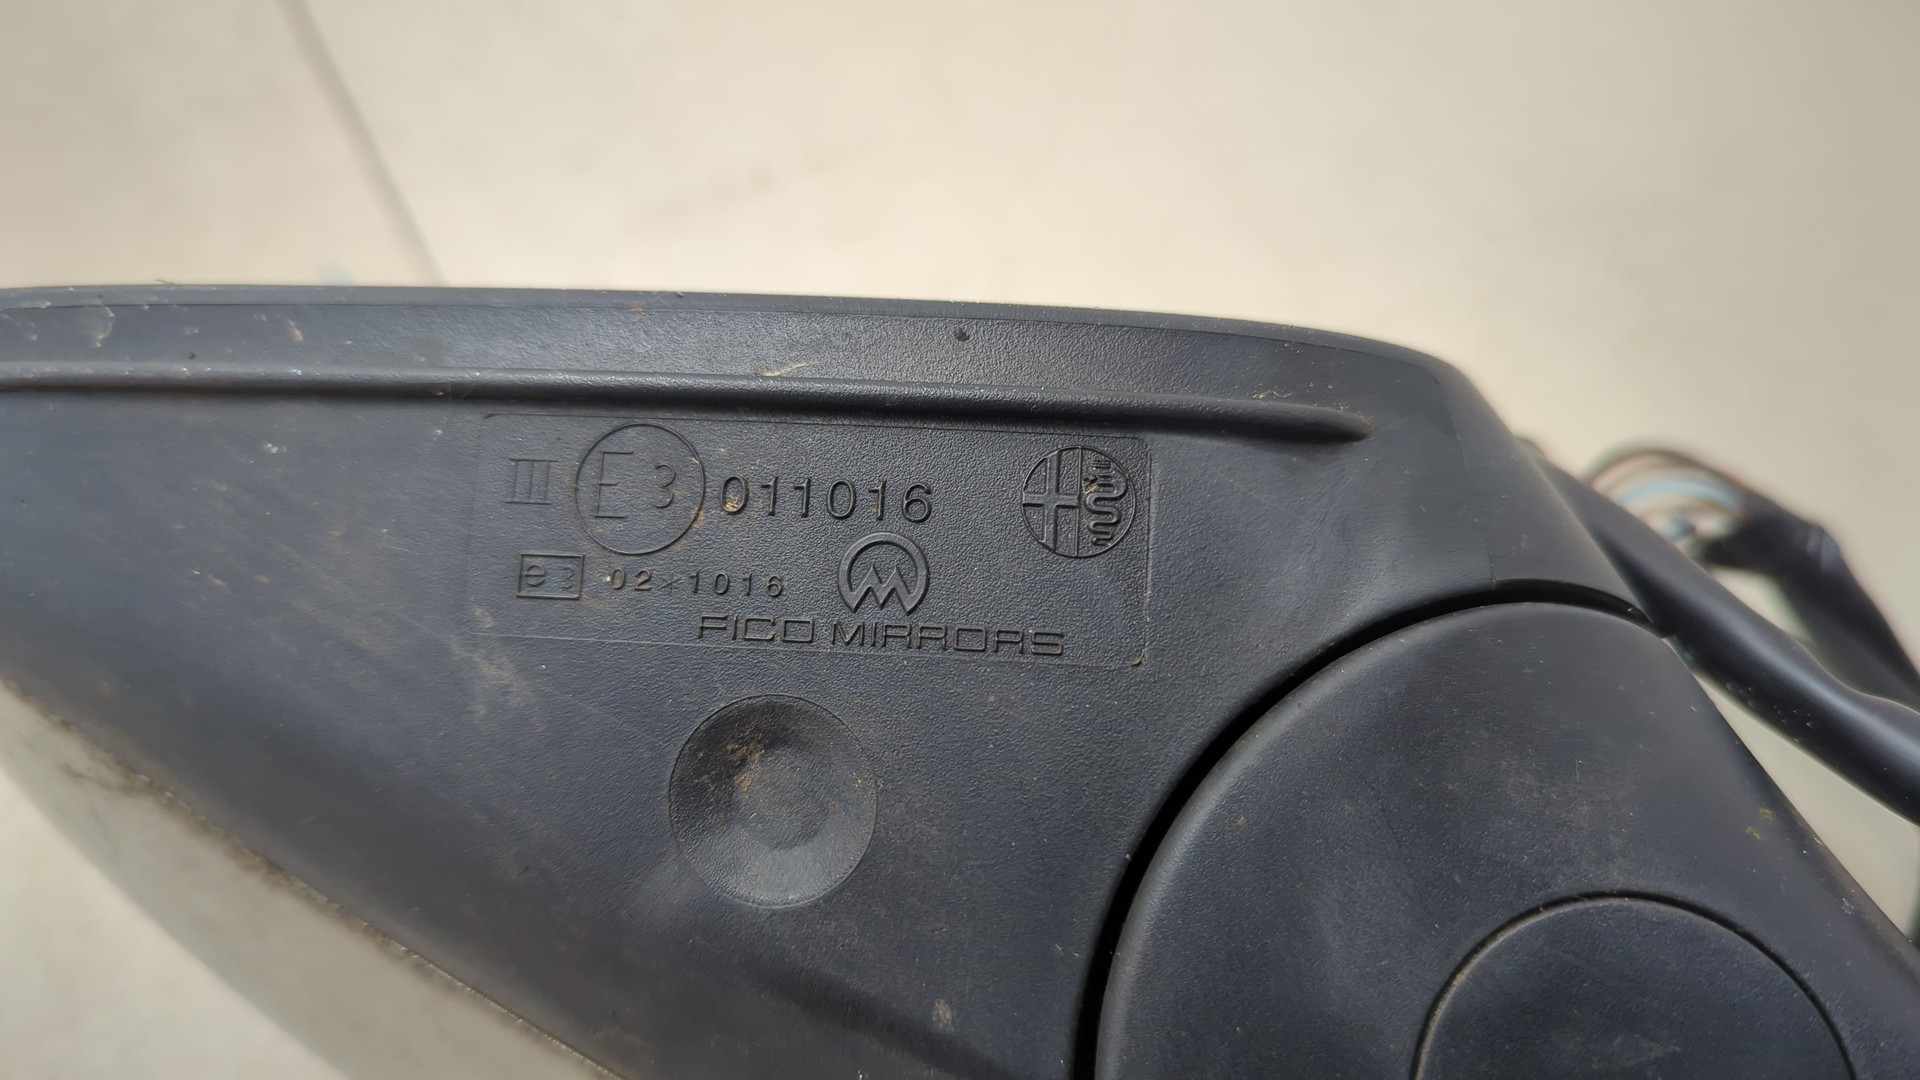 III E3 011016
e3 02*1016
FICO MIRRORS